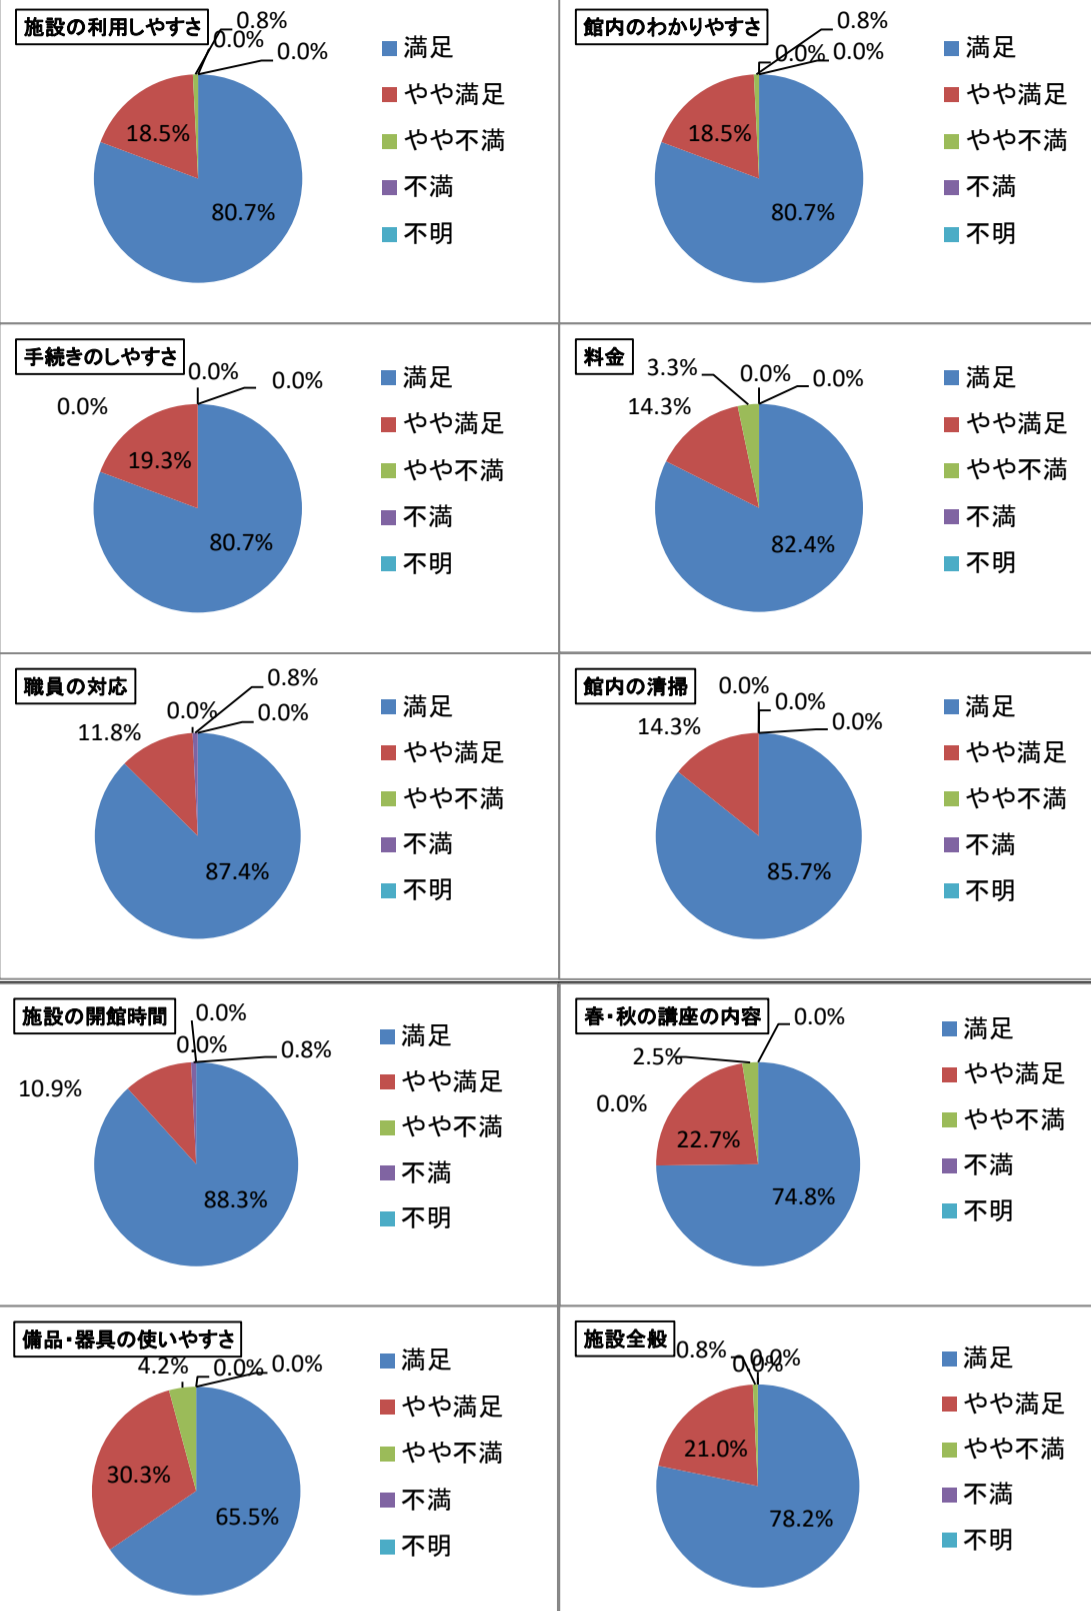 施設の利用しやすさ
0.8%
0.0%
0.0%
18.5%
80.7%
満足
やや満足
やや不満
不満
不明
館内のわかりやすさ
0.8%
0.0%
0.0%
18.5%
80.7%
満足
やや満足
やや不満
不満
不明
手続きのしやすさ
0.0%
0.0%
0.0%
19.3%
80.7%
満足
やや満足
やや不満
不満
不明
料金
3.3%
0.0%
0.0%
14.3%
82.4%
満足
やや満足
やや不満
不満
不明
職員の対応
0.8%
0.0%
0.0%
11.8%
87.4%
満足
やや満足
やや不満
不満
不明
館内の清掃
0.0%
0.0%
0.0%
14.3%
85.7%
満足
やや満足
やや不満
不満
不明
施設の開館時間
0.0%
0.0%
0.8%
10.9%
88.3%
満足
やや満足
やや不満
不満
不明
春・秋の講座の内容
0.0%
2.5%
0.0%
22.7%
74.8%
満足
やや満足
やや不満
不満
不明
備品・器具の使いやすさ
4.2%
0.0%
0.0%
30.3%
65.5%
満足
やや満足
やや不満
不満
不明
施設全般
0.8%
0.0%
0.0%
21.0%
78.2%
満足
やや満足
やや不満
不満
不明